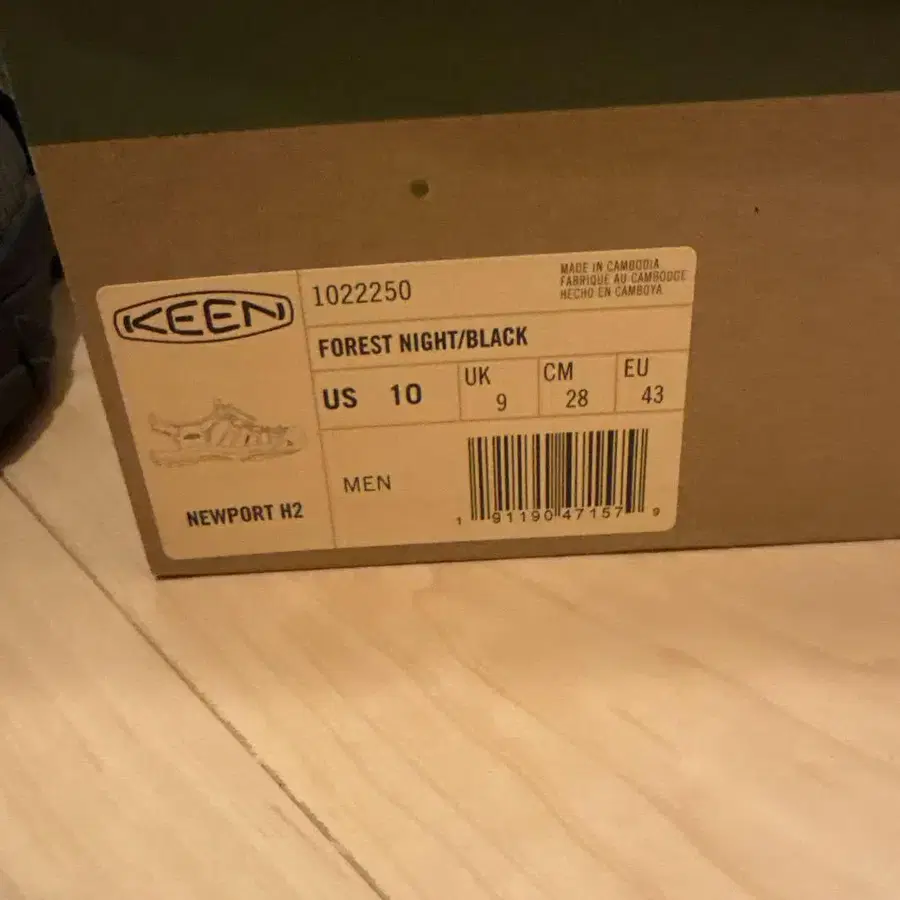 KEEN
1022250
MADE IN CAMBODIA
FABRIQUE AU CAMBODGE
HECHO EN CAMBOYA
FOREST NIGHT/BLACK
US 10
UK 9
CM 28
EU 43
MEN
NEWPORT H2
1 91190 47157 9